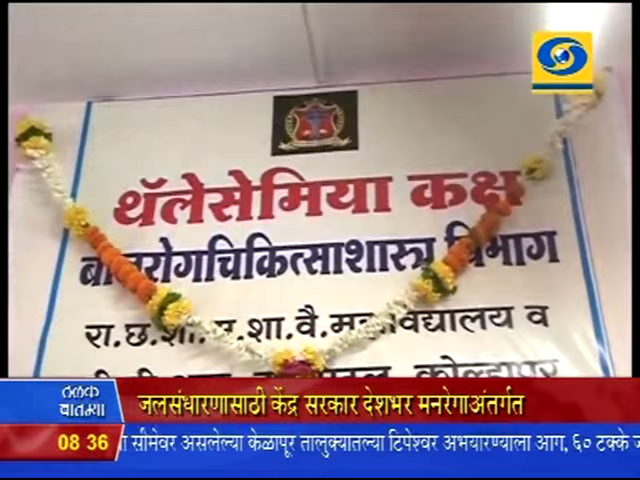 थॅलेसेमिया कक्ष
बालरोगचिकित्साशास्त्र विभाग
रा.छ.शा.म.शा.वै.महाविद्यालय व
कोल्हापूर
ठळक
बातम्या
जलसंधारणासाठी केंद्र सरकार देशभर मनरेगाअंतर्गत
08 36
सीमेवर असलेल्या केळापूर तालुक्यातल्या टिपेश्वर अभयारण्याला आग, ६० टक्के